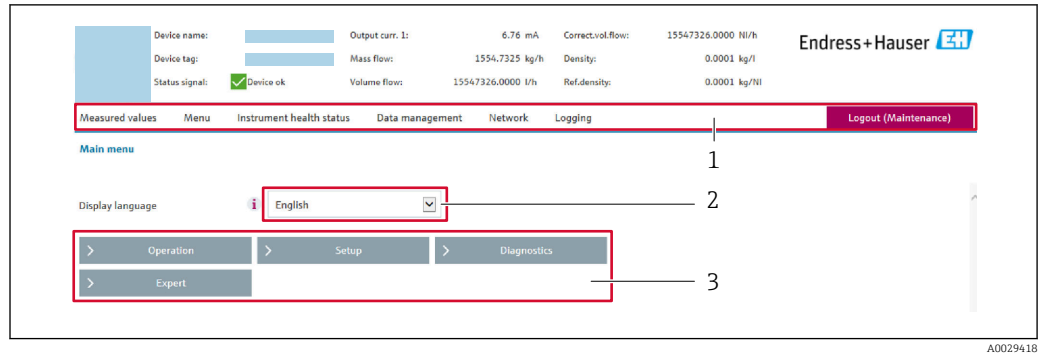 Device name: Output curr. 1: 6.76 mA Correct.vol.flow: 15547326.0000 Nl/h
Endress+Hauser EH
Device tag: Mass flow: 1554.7325 kg/h Density: 0.0001 kg/l
Status signal: Device ok Volume flow: 15547326.0000 l/h Ref.density: 0.0001 kg/Nl
Measured values Menu Instrument health status Data management Network Logging Logout (Maintenance)
1
Main menu
Display language i English 2
> Operation > Setup > Diagnostics
> Expert 3
A0029418